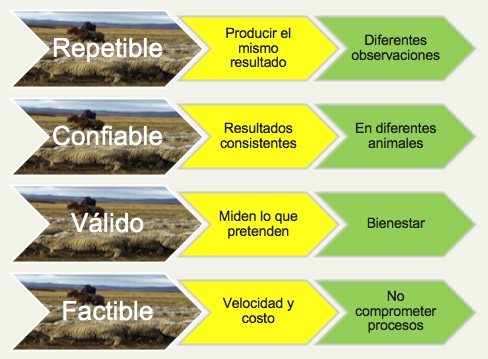 Repetible
Producir el
mismo
resultado
Diferentes
observaciones
Confiable
Resultados
consistentes
En diferentes
animales
Válido
Miden lo que
pretenden
Bienestar
Factible
Velocidad y
costo
No
comprometer
procesos